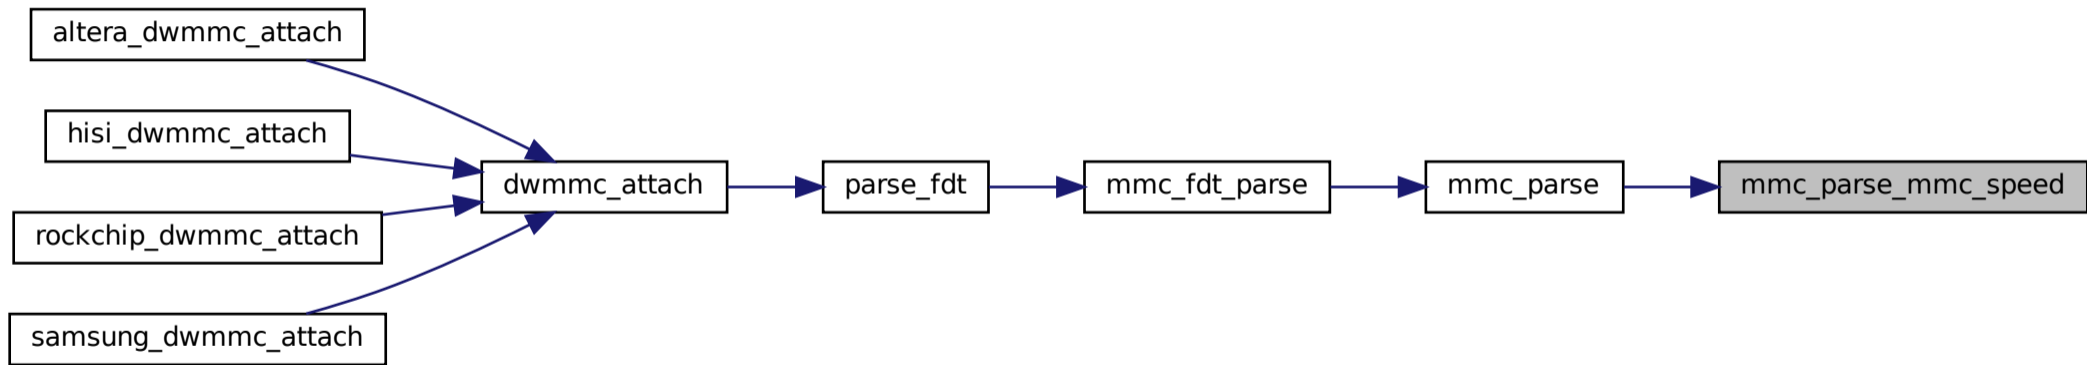 altera_dwmmc_attach
hisi_dwmmc_attach
dwmmc_attach
parse_fdt
mmc_fdt_parse
mmc_parse
mmc_parse_mmc_speed
rockchip_dwmmc_attach
samsung_dwmmc_attach